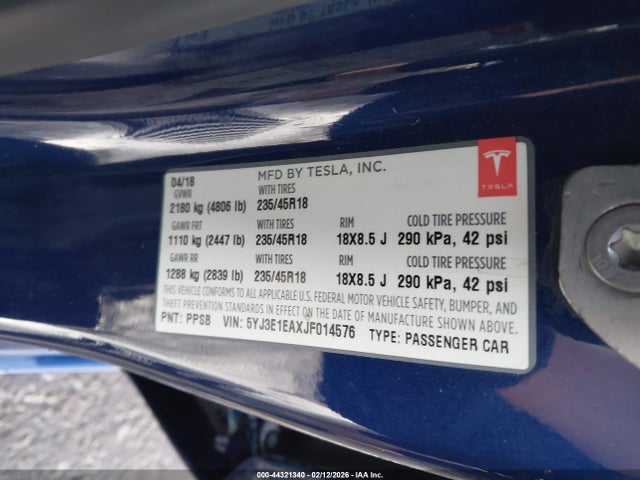 04/18 MFD BY TESLA, INC.
GVWR WITH TIRES
2180 kg (4806 lb) 235/45R18
GAWR FRT WITH TIRES RIM COLD TIRE PRESSURE
1110 kg (2447 lb) 235/45R18 18X8.5 J 290 kPa, 42 psi
GAWR RR WITH TIRES RIM COLD TIRE PRESSURE
1288 kg (2839 lb) 235/45R18 18X8.5 J 290 kPa, 42 psi
THIS VEHICLE CONFORMS TO ALL APPLICABLE U.S. FEDERAL MOTOR VEHICLE SAFETY, BUMPER, AND
THEFT PREVENTION STANDARDS IN EFFECT ON THE DATE OF MANUFACTURE SHOWN ABOVE.
PNT: PPSB VIN: 5YJ3E1EAXJF014576 TYPE: PASSENGER CAR
TESLA
000-44321340 - 02/12/2026 - IAA Inc.